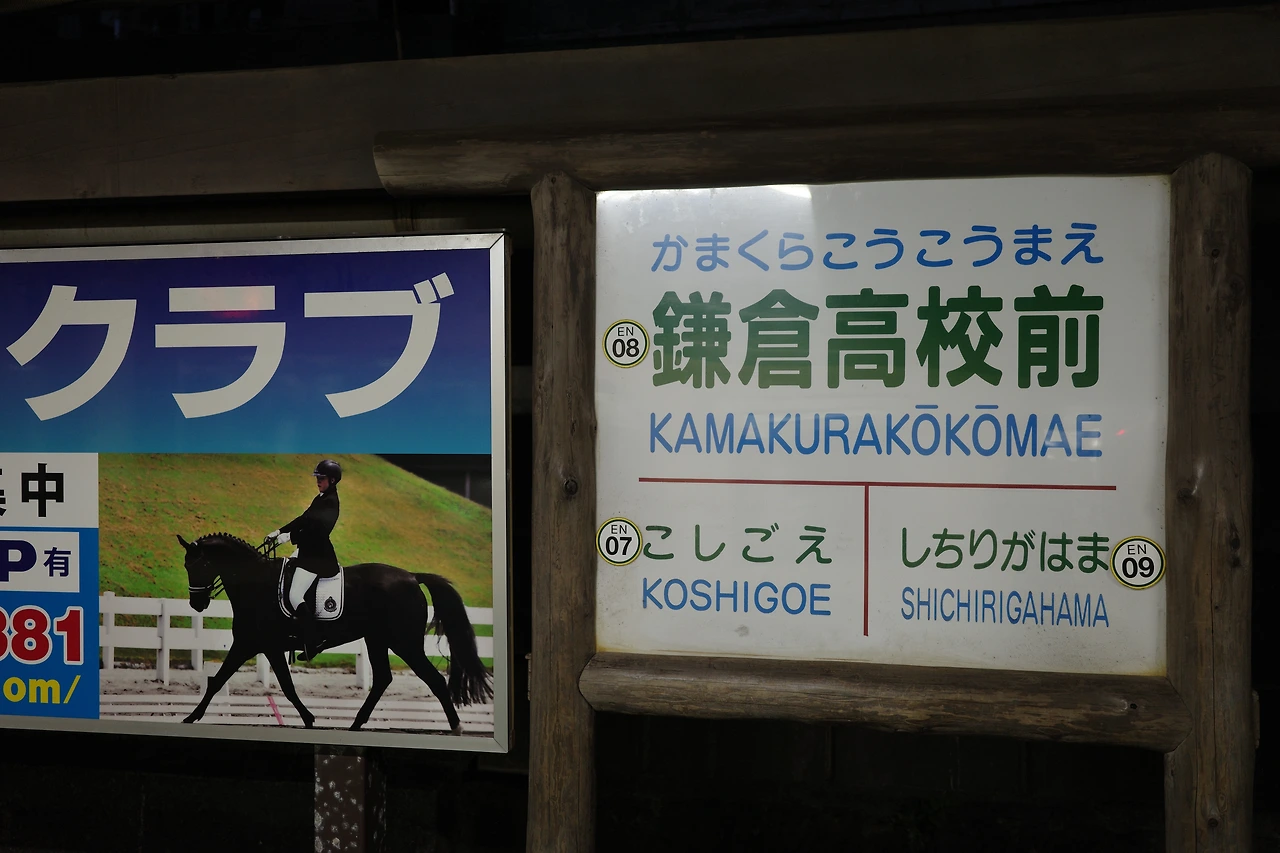 クラブ
集中
P有
881
om/
かまくらこうこうまえ
EN
08
鎌倉高校前
KAMAKURAKŌKŌMAE
EN
07
こしごえ
KOSHIGOE
しちりがはま
SHICHIRIGAHAMA
EN
09